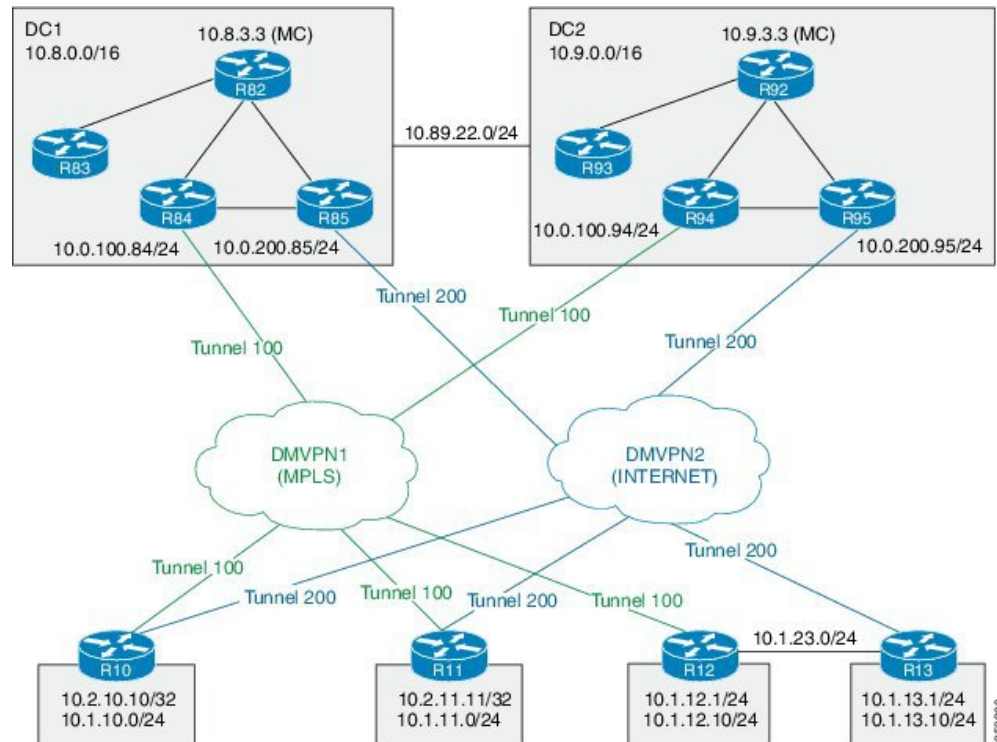 DC1
10.8.0.0/16
10.8.3.3 (MC)
R82
R83
R84
R85
10.0.100.84/24
10.0.200.85/24
10.89.22.0/24
DC2
10.9.0.0/16
10.9.3.3 (MC)
R92
R93
R94
R95
10.0.100.94/24
10.0.200.95/24
Tunnel 200
Tunnel 100
Tunnel 100
Tunnel 200
DMVPN1
(MPLS)
DMVPN2
(INTERNET)
Tunnel 100
Tunnel 200
Tunnel 100
Tunnel 200
Tunnel 100
Tunnel 200
10.1.23.0/24
R10
R11
R12
R13
10.2.10.10/32
10.1.10.0/24
10.2.11.11/32
10.1.11.0/24
10.1.12.1/24
10.1.12.10/24
10.1.13.1/24
10.1.13.10/24